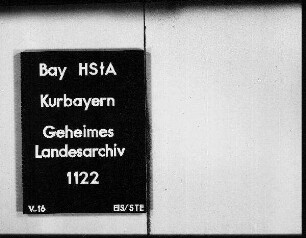 Bay HStA
Kurbayern
Geheimes
Landesarchiv
1122
V-16 EIS/STE